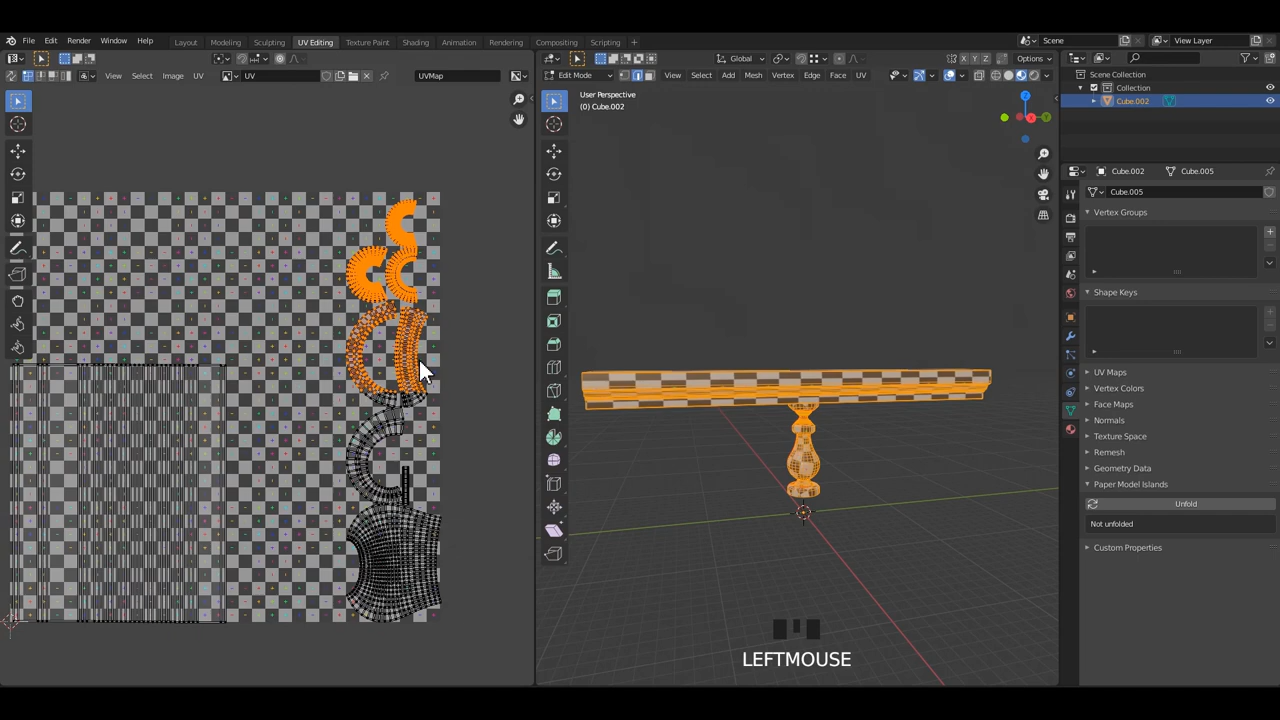 File Edit Render Window Help
Layout Modeling Sculpting UV Editing Texture Paint Shading Animation Rendering Compositing Scripting +
Scene
View Layer
Global
X Y Z
Options
View Select Image UV
UV
UVMap
Edit Mode
View Select Add Mesh Vertex Edge Face UV
User Perspective
(0) Cube.002
Z
X
Y
Scene Collection
Collection
Cube.002
Cube.002
Cube.005
Cube.005
Vertex Groups
Shape Keys
UV Maps
Vertex Colors
Face Maps
Normals
Texture Space
Remesh
Geometry Data
Paper Model Islands
Unfold
Not unfolded
Custom Properties
LEFTMOUSE